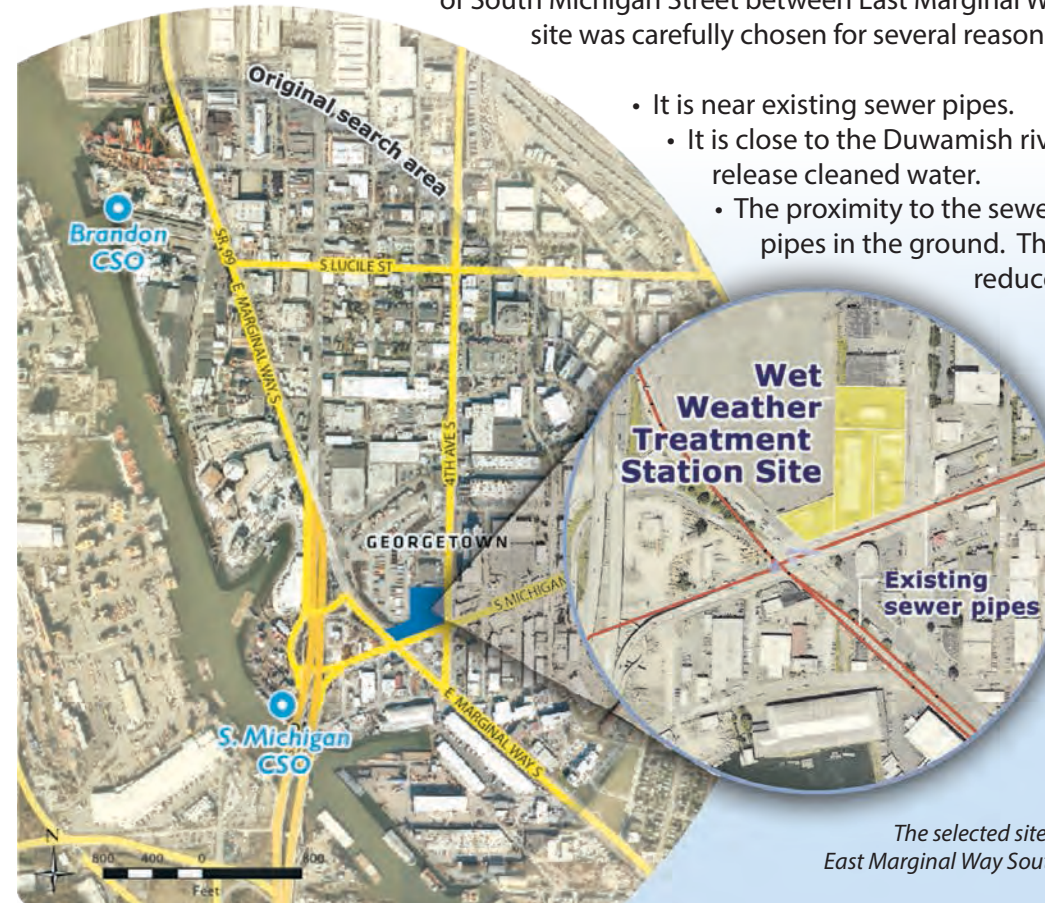 of South Michigan Street between East Marginal W
site was carefully chosen for several reason
• It is near existing sewer pipes.
• It is close to the Duwamish riv
release cleaned water.
• The proximity to the sewe
pipes in the ground. Th
reduce
Original search area
Brandon
CSO
SR 99
E. MARGINAL WAY S
S LUCILE ST
4TH AVE S
GEORGETOWN
S MICHIGAN
S. Michigan
CSO
E. MARGINAL WAY S
Wet
Weather
Treatment
Station Site
Existing
sewer pipes
N
800 400 0 800
Feet
The selected site
East Marginal Way Sout